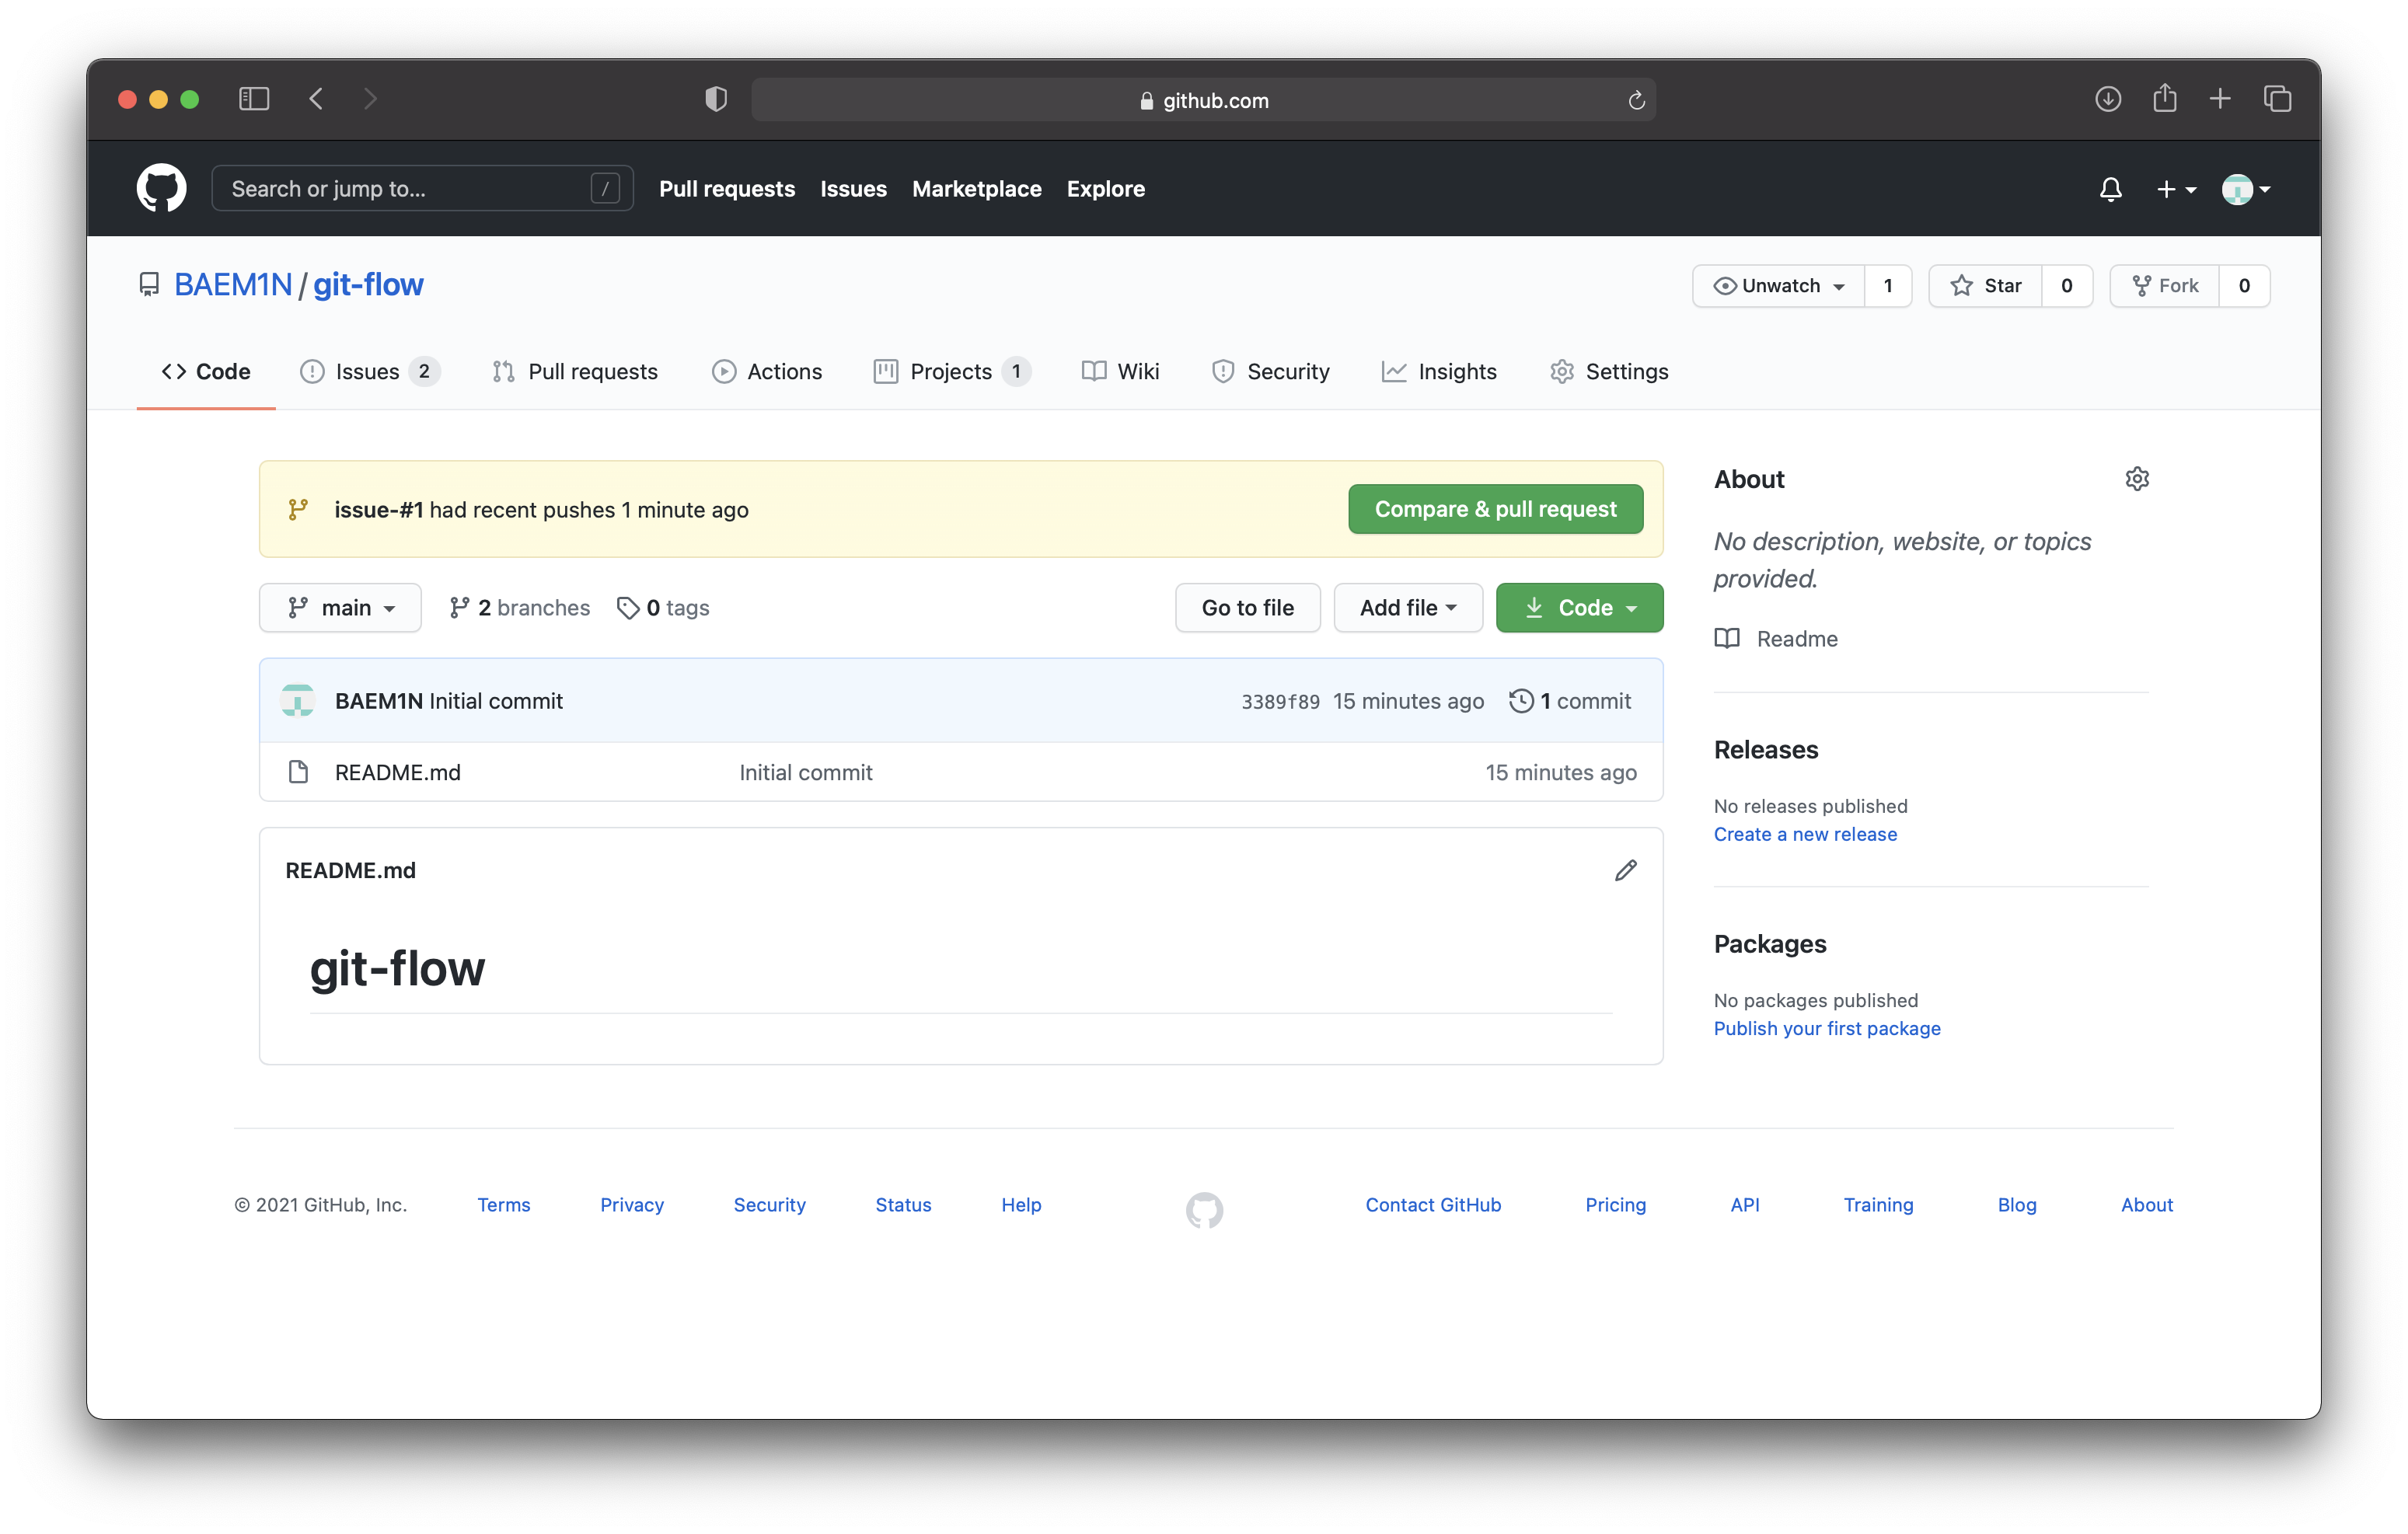 github.com
Search or jump to... /
Pull requests Issues Marketplace Explore
BAEM1N / git-flow
Unwatch 1 Star 0 Fork 0
Code Issues 2 Pull requests Actions Projects 1 Wiki Security Insights Settings
issue-#1 had recent pushes 1 minute ago
Compare & pull request
main 2 branches 0 tags
Go to file Add file Code
BAEM1N Initial commit 3389f89 15 minutes ago 1 commit
README.md Initial commit 15 minutes ago
README.md
git-flow
About
No description, website, or topics
provided.
Readme
Releases
No releases published
Create a new release
Packages
No packages published
Publish your first package
© 2021 GitHub, Inc. Terms Privacy Security Status Help Contact GitHub Pricing API Training Blog About